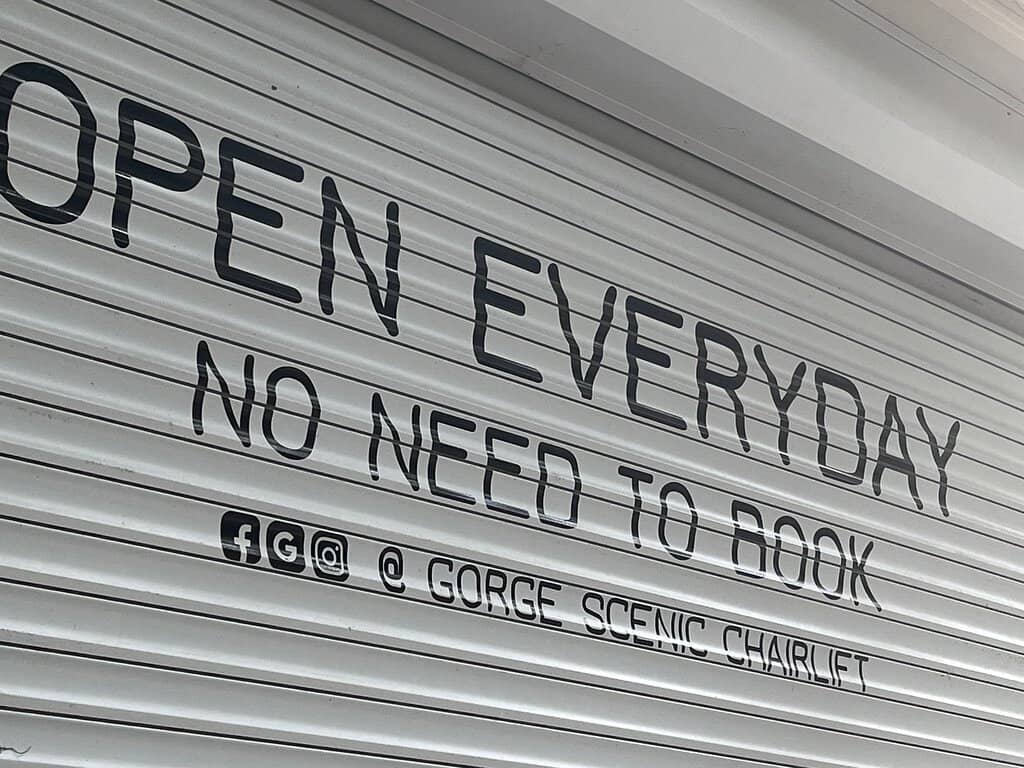 OPEN EVERYDAY
NO NEED TO BOOK
f G @ GORGE SCENIC CHAIRLIFT